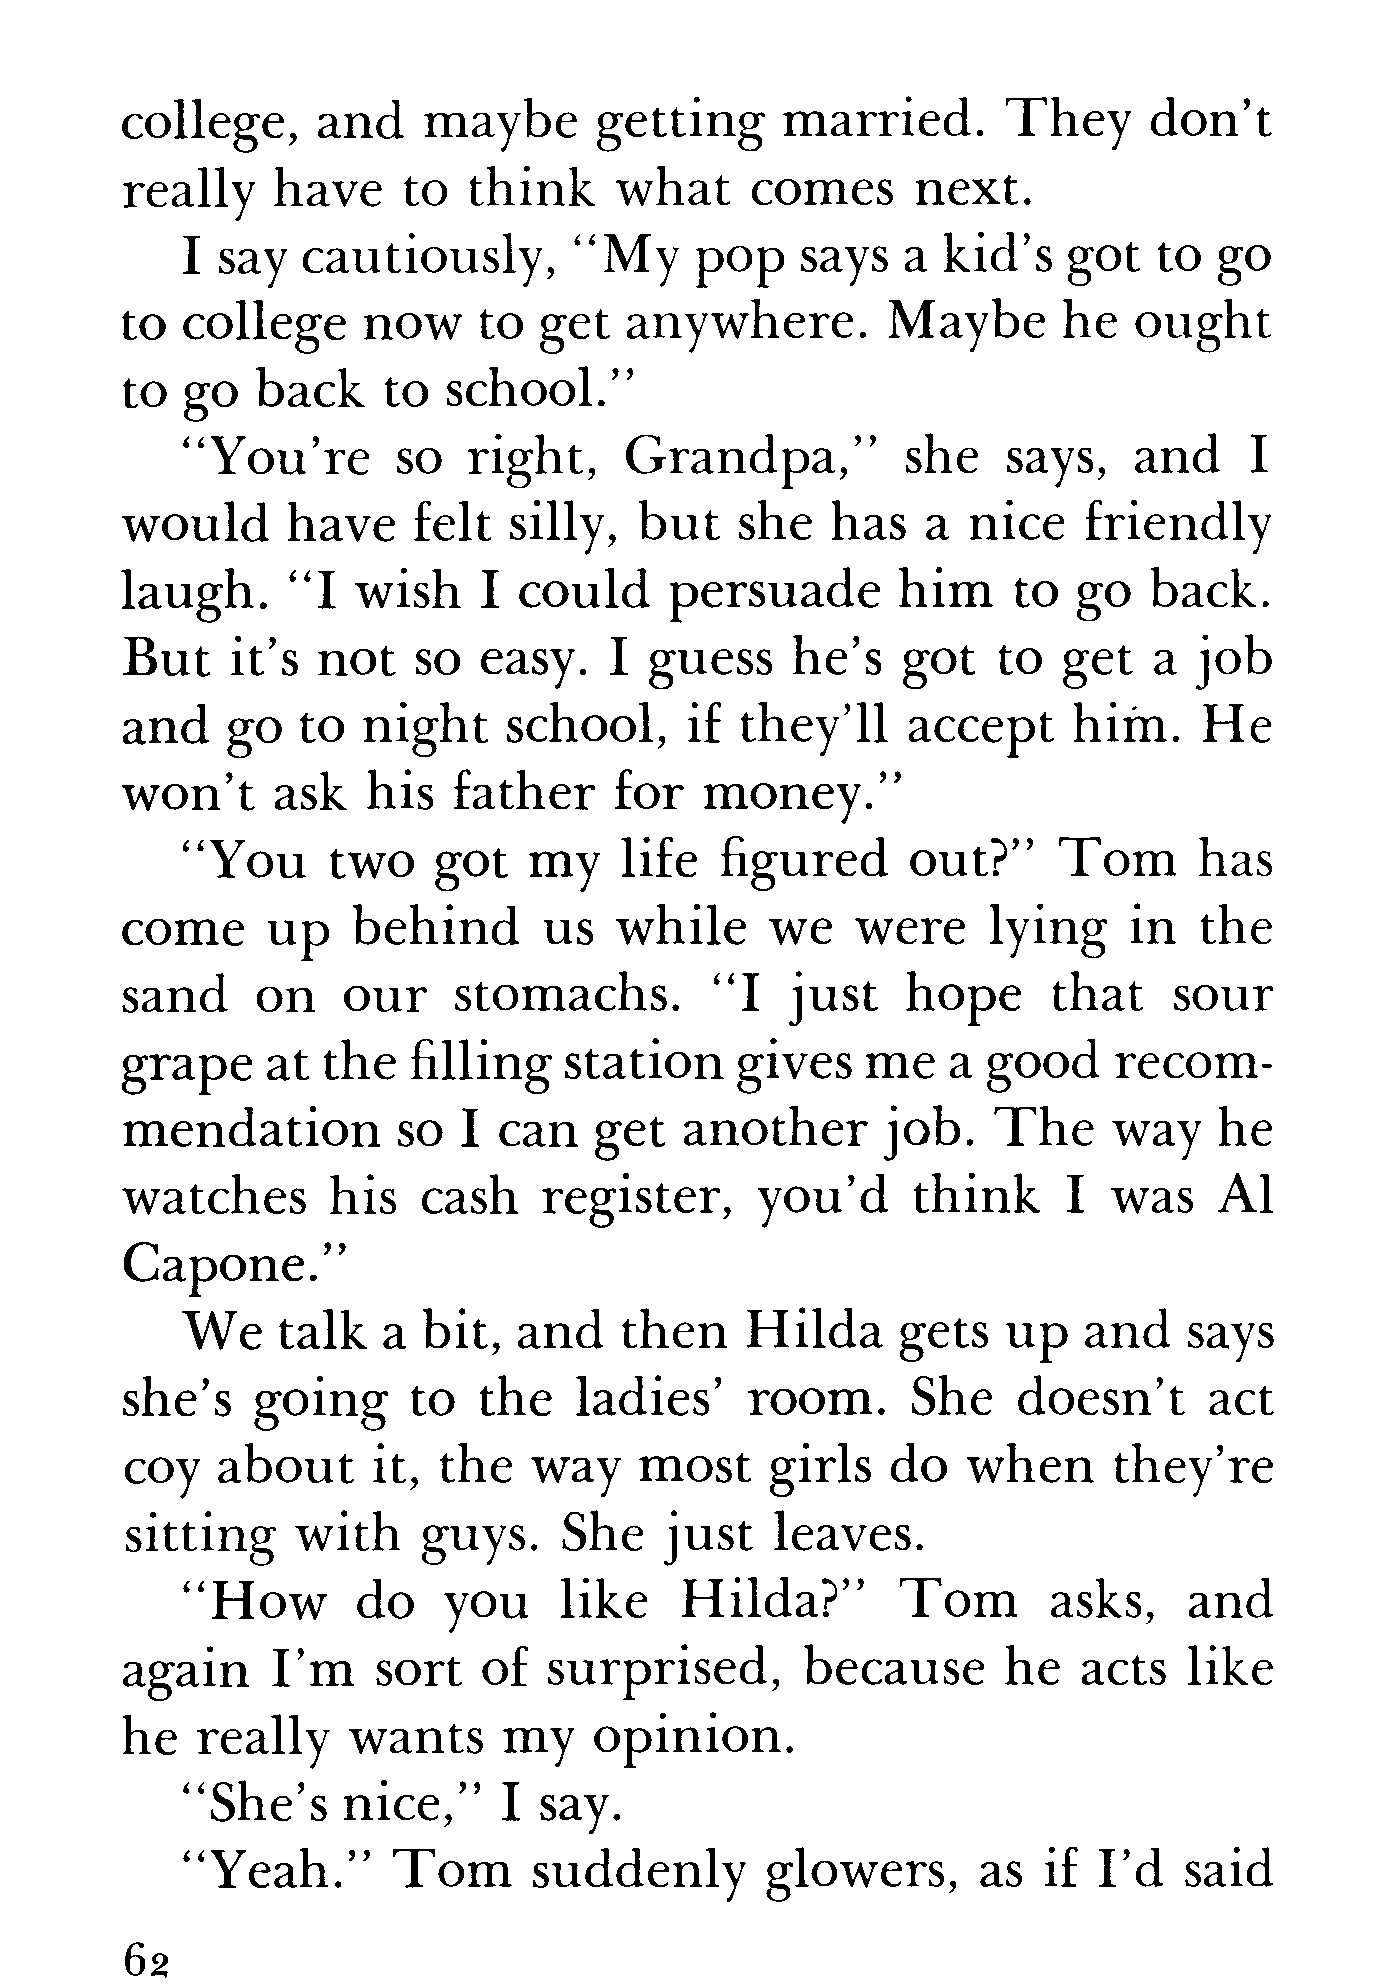 college, and maybe getting married. They don't
really have to think what comes next.
I say cautiously, "My pop says a kid's got to go
to college now to get anywhere. Maybe he ought
to go back to school."
"You're so right, Grandpa," she says, and I
would have felt silly, but she has a nice friendly
laugh. "I wish I could persuade him to go back.
But it's not so easy. I guess he's got to get a job
and go to night school, if they'll accept him. He
won't ask his father for money."
"You two got my life figured out?" Tom has
come up behind us while we were lying in the
sand on our stomachs. "I just hope that sour
grape at the filling station gives me a good recom-
mendation so I can get another job. The way he
watches his cash register, you'd think I was Al
Capone."
We talk a bit, and then Hilda gets up and says
she's going to the ladies' room. She doesn't act
coy about it, the way most girls do when they're
sitting with guys. She just leaves.
"How do you like Hilda?" Tom asks, and
again I'm sort of surprised, because he acts like
he really wants my opinion.
"She's nice," I say.
"Yeah." Tom suddenly glowers, as if I'd said
62